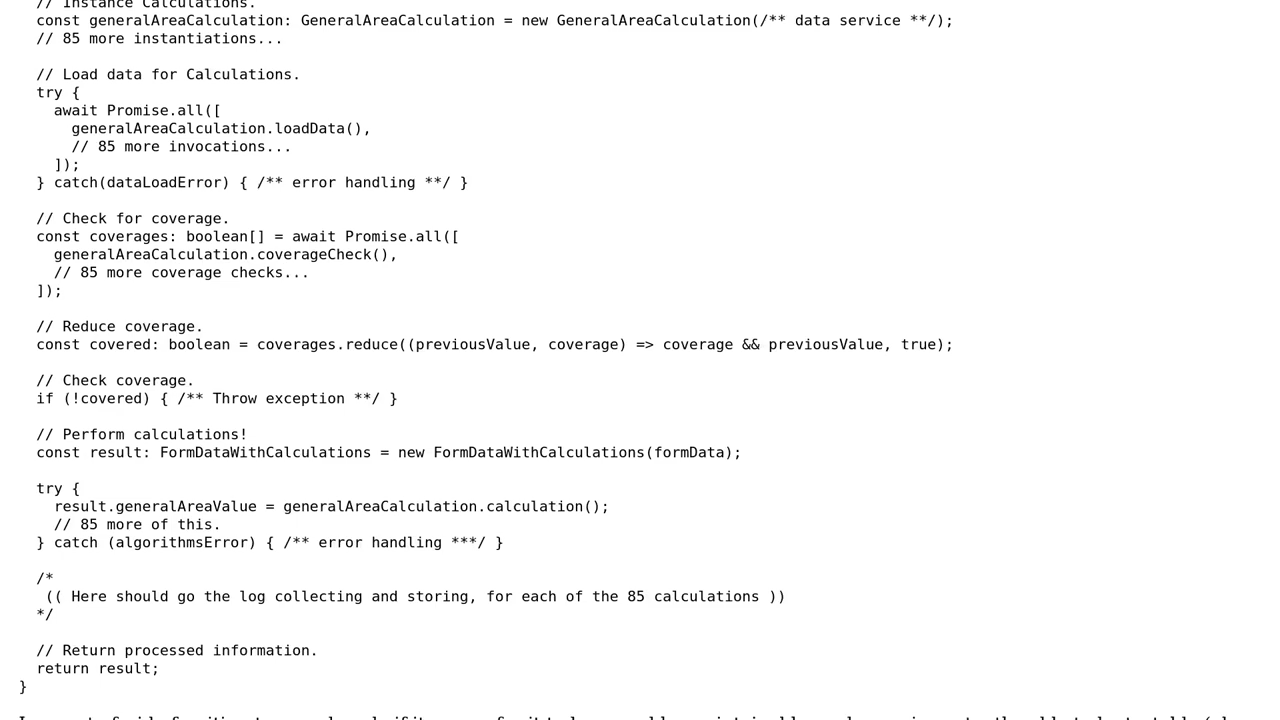 // Instance Calculations.
const generalAreaCalculation: GeneralAreaCalculation = new GeneralAreaCalculation(/** data service **/);
// 85 more instantiations...
// Load data for Calculations.
try {
await Promise.all([
generalAreaCalculation.loadData(),
// 85 more invocations...
]);
} catch(dataLoadError) { /** error handling **/ }
// Check for coverage.
const coverages: boolean[] = await Promise.all([
generalAreaCalculation.coverageCheck(),
// 85 more coverage checks...
]);
// Reduce coverage.
const covered: boolean = coverages.reduce((previousValue, coverage) => coverage && previousValue, true);
// Check coverage.
if (!covered) { /** Throw exception **/ }
// Perform calculations!
const result: FormDataWithCalculations = new FormDataWithCalculations(formData);
try {
result.generalAreaValue = generalAreaCalculation.calculation();
// 85 more of this.
} catch (algorithmsError) { /** error handling ***/ }
/*
(( Here should go the log collecting and storing, for each of the 85 calculations ))
*/
// Return processed information.
return result;
}